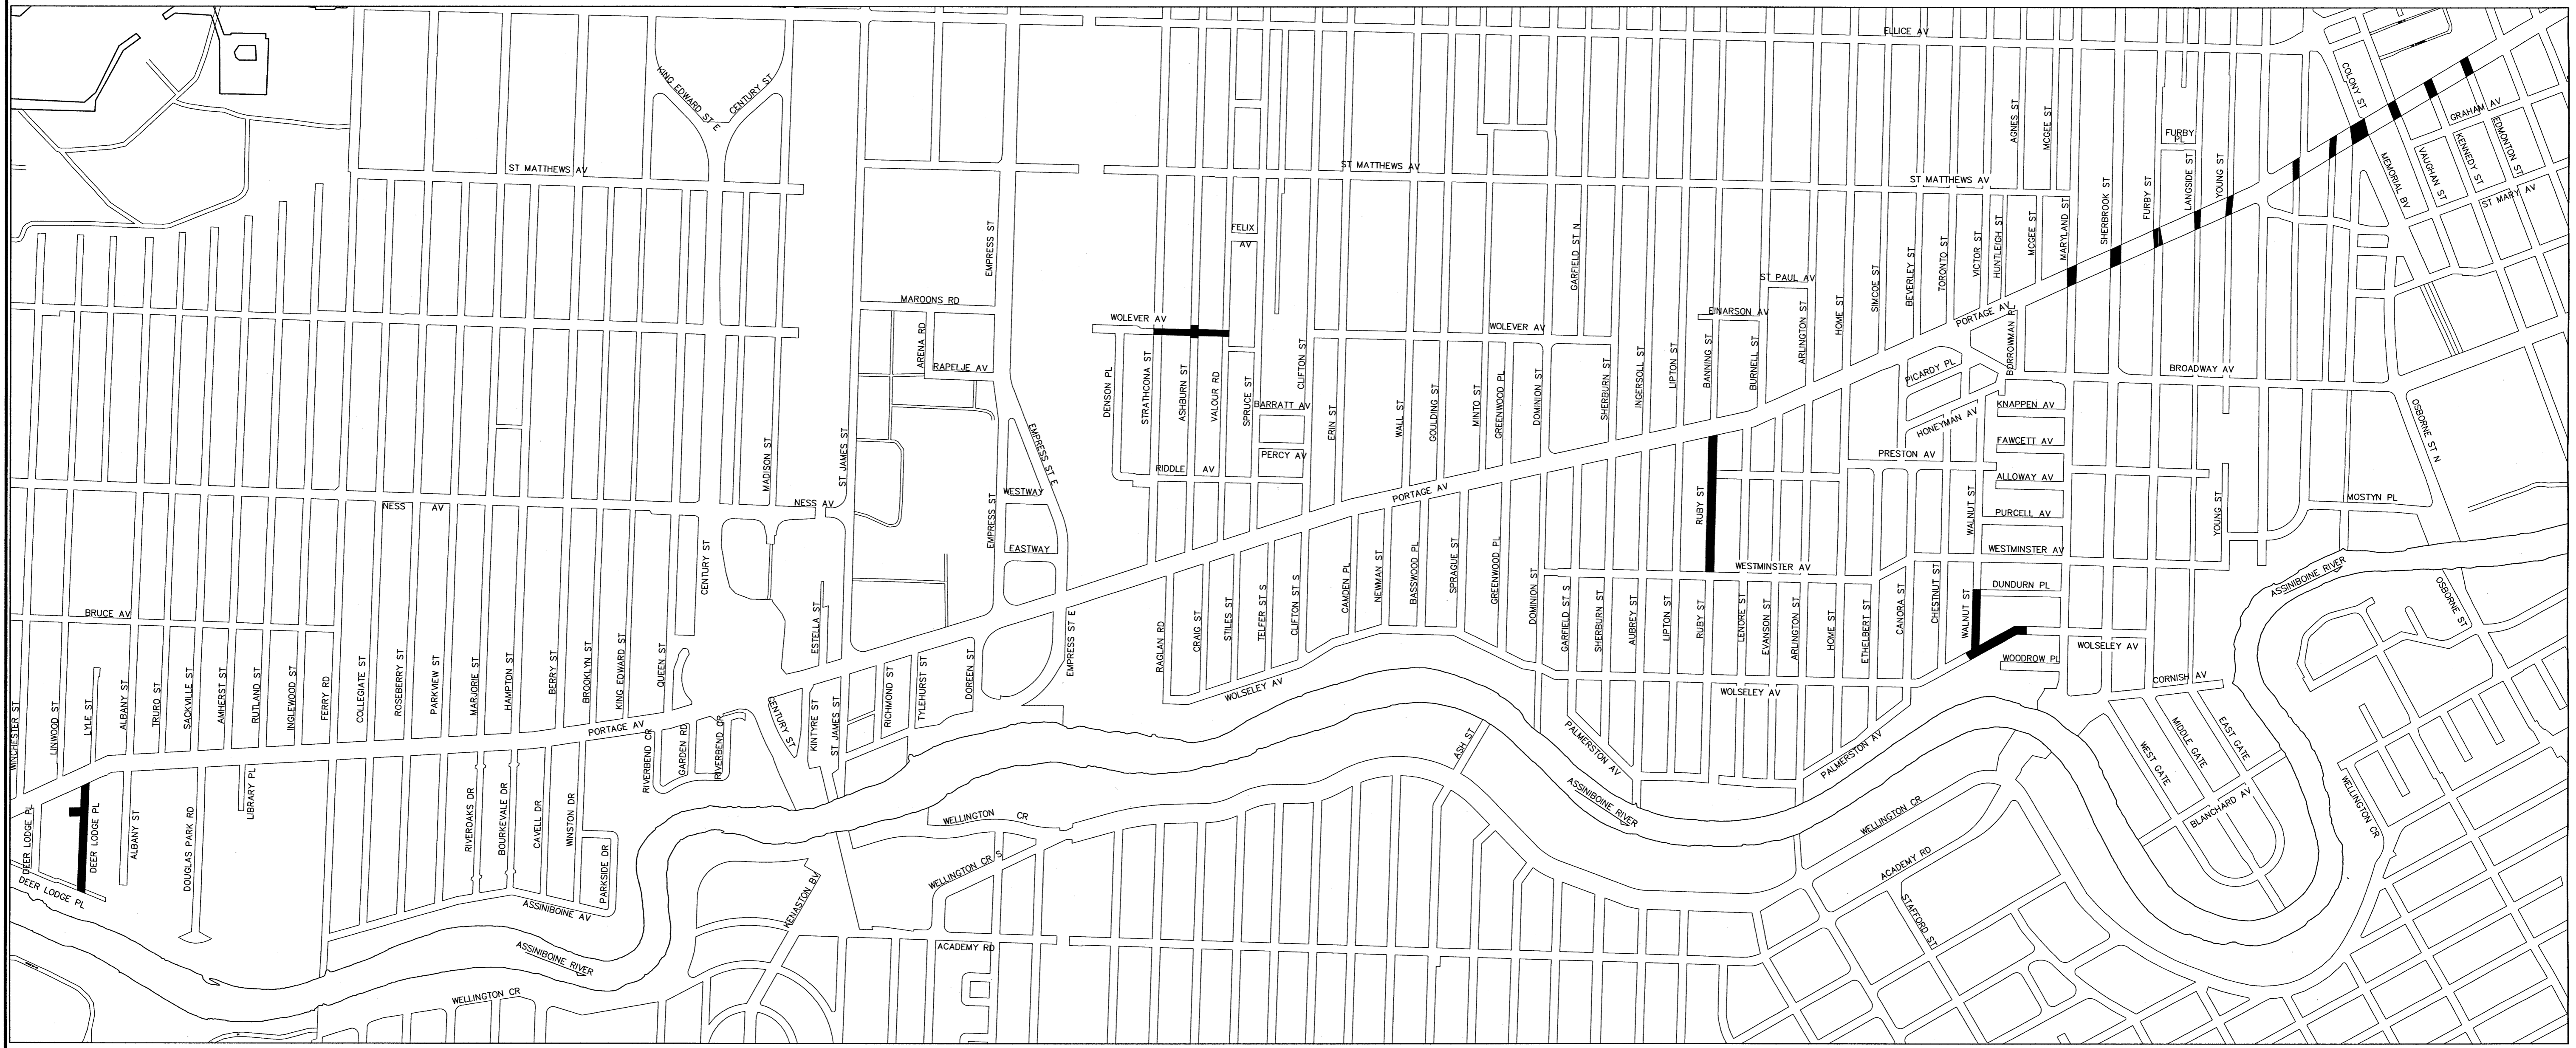 ELLICE AV
KING EDWARD ST E
CENTURY ST
COLONY ST
GRAHAM AV
AGNES ST
MCGEE ST
FURBY
PL
EDMONTON ST
KENNEDY ST
VAUGHAN ST
MEMORIAL BV
ST MARY AV
ST MATTHEWS AV
ST MATTHEWS AV
ST MATTHEWS AV
LANGSIDE ST
YOUNG ST
FURBY ST
SHERBROOK ST
MARYLAND ST
MCGEE ST
HUNTLEIGH ST
VICTOR ST
TORONTO ST
BEVERLEY ST
SIMCOE ST
EMPRESS ST
FELIX
AV
GARFIELD ST N
ST PAUL AV
MAROONS RD
WOLEVER AV
WOLEVER AV
EINARSON AV
HOME ST
PORTAGE AV
BORROWMAN PL
ARENA RD
RAPELJE AV
DENSON PL
STRATHCONA ST
ASHBURN ST
VALOUR RD
SPRUCE ST
CLIFTON ST
BARRATT AV
PERCY AV
ERIN ST
WALL ST
GOULDING ST
MINTO ST
GREENWOOD PL
DOMINION ST
SHERBURN ST
INGERSOLL ST
LIPTON ST
BANNING ST
BURNELL ST
ARLINGTON ST
PICARDY PL
HONEYMAN AV
BROADWAY AV
KNAPPEN AV
FAWCETT AV
OSBORNE ST N
PRESTON AV
ALLOWAY AV
MADISON ST
ST JAMES ST
EMPRESS ST E
RIDDLE AV
WESTWAY
PORTAGE AV
NESS AV
NESS AV
EMPRESS ST
EASTWAY
RUBY ST
WALNUT ST
PURCELL AV
YOUNG ST
MOSTYN PL
WESTMINSTER AV
WESTMINSTER AV
CENTURY ST
DUNDURN PL
ASSINIBOINE RIVER
OSBORNE ST
BRUCE AV
ESTELLA ST
EMPRESS ST E
RAGLAN RD
CRAIG ST
STILES ST
TELFER ST S
CLIFTON ST S
CAMDEN PL
NEWMAN ST
BASSWOOD PL
SPRAGUE ST
GREENWOOD PL
DOMINION ST
GARFIELD ST S
SHERBURN ST
AUBREY ST
LIPTON ST
RUBY ST
LENORE ST
EVANSON ST
ARLINGTON ST
HOME ST
ETHELBERT ST
CANORA ST
CHESTNUT ST
WALNUT ST
WOLSELEY AV
WOODROW PL
WINCHESTER ST
LINWOOD ST
LYLE ST
ALBANY ST
TRURO ST
SACKVILLE ST
AMHERST ST
RUTLAND ST
INGLEWOOD ST
FERRY RD
COLLEGIATE ST
ROSEBERRY ST
PARKVIEW ST
MARJORIE ST
HAMPTON ST
BERRY ST
BROOKLYN ST
KING EDWARD ST
QUEEN ST
PORTAGE AV
CENTURY ST
KINTYRE ST
ST JAMES ST
RICHMOND ST
TYLEHURST ST
DOREEN ST
WOLSELEY AV
WOLSELEY AV
CORNISH AV
RIVERBEND CR
GARDEN RD
RIVERBEND CR
ASH ST
PALMERSTON AV
PALMERSTON AV
WEST GATE
MIDDLE GATE
EAST GATE
BLANCHARD AV
WELLINGTON CR
DEER LODGE PL
DEER LODGE PL
DEER LODGE PL
ALBANY ST
DOUGLAS PARK RD
LIBRARY PL
RIVEROAKS DR
BOURKEVALE DR
CAVELL DR
WINSTON DR
PARKSIDE DR
ASSINIBOINE AV
WELLINGTON CR
ASSINIBOINE RIVER
WELLINGTON CR
ACADEMY RD
WELLINGTON CR S
KENASTON BV
STAFFORD ST
ACADEMY RD
ASSINIBOINE RIVER
WELLINGTON CR